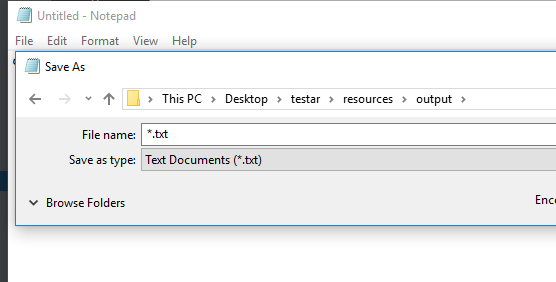 Untitled - Notepad
File Edit Format View Help
Save As
This PC > Desktop > testar > resources > output >
File name: *.txt
Save as type: Text Documents (*.txt)
Browse Folders